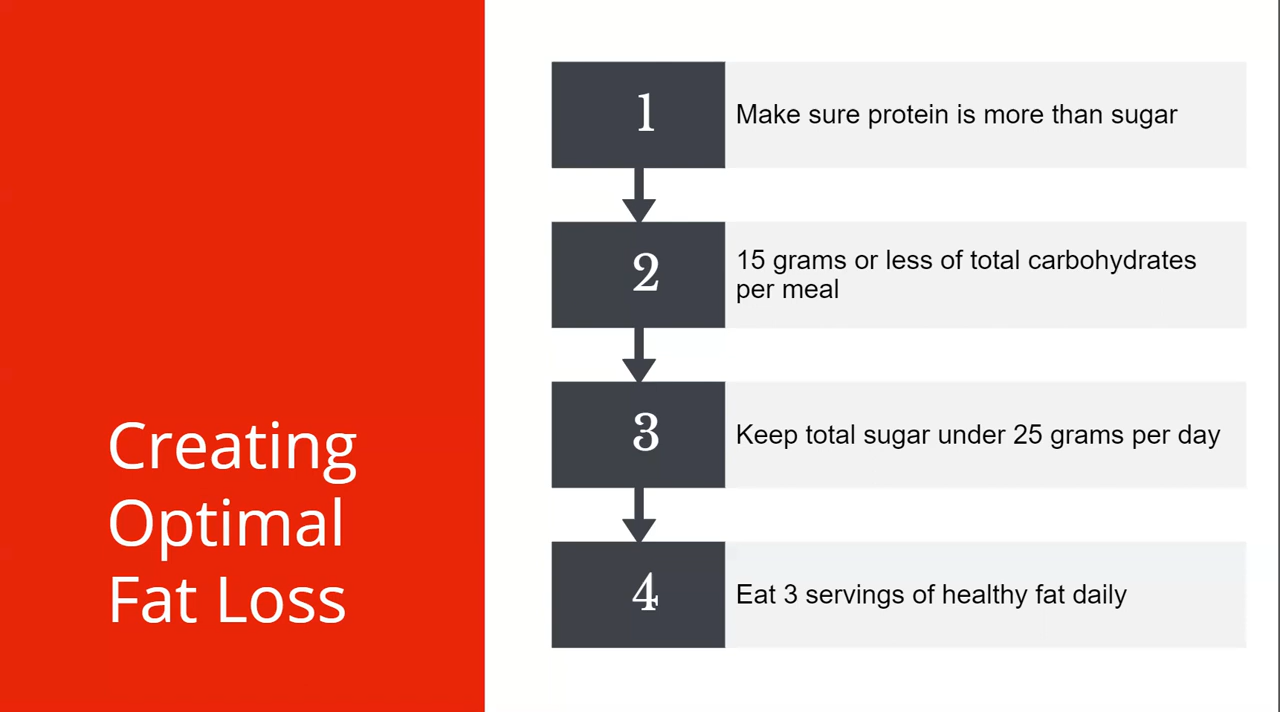 Creating
Optimal
Fat Loss
1
Make sure protein is more than sugar
2
15 grams or less of total carbohydrates
per meal
3
Keep total sugar under 25 grams per day
4
Eat 3 servings of healthy fat daily